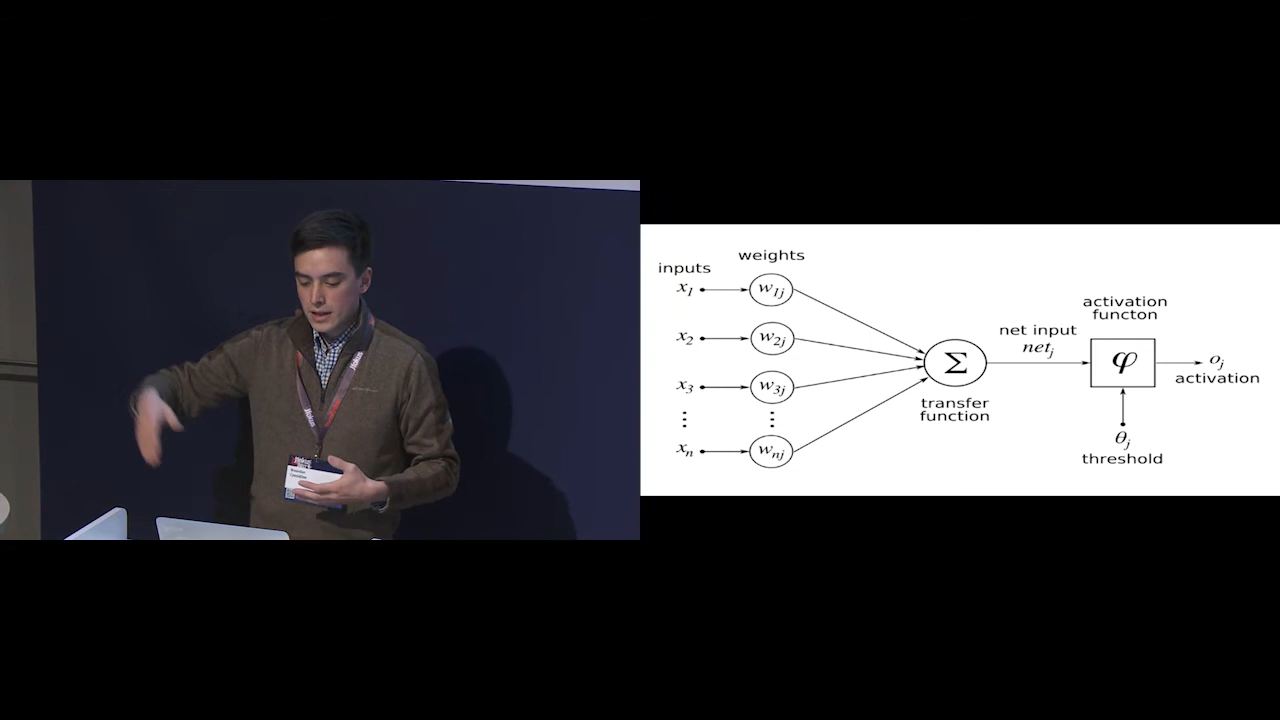 weights
inputs
x1
w1j
x2
w2j
x3
w3j
⋮
⋮
xn
wnj
Σ
transfer
function
net input
netj
activation
functon
φ
oj
activation
θj
threshold